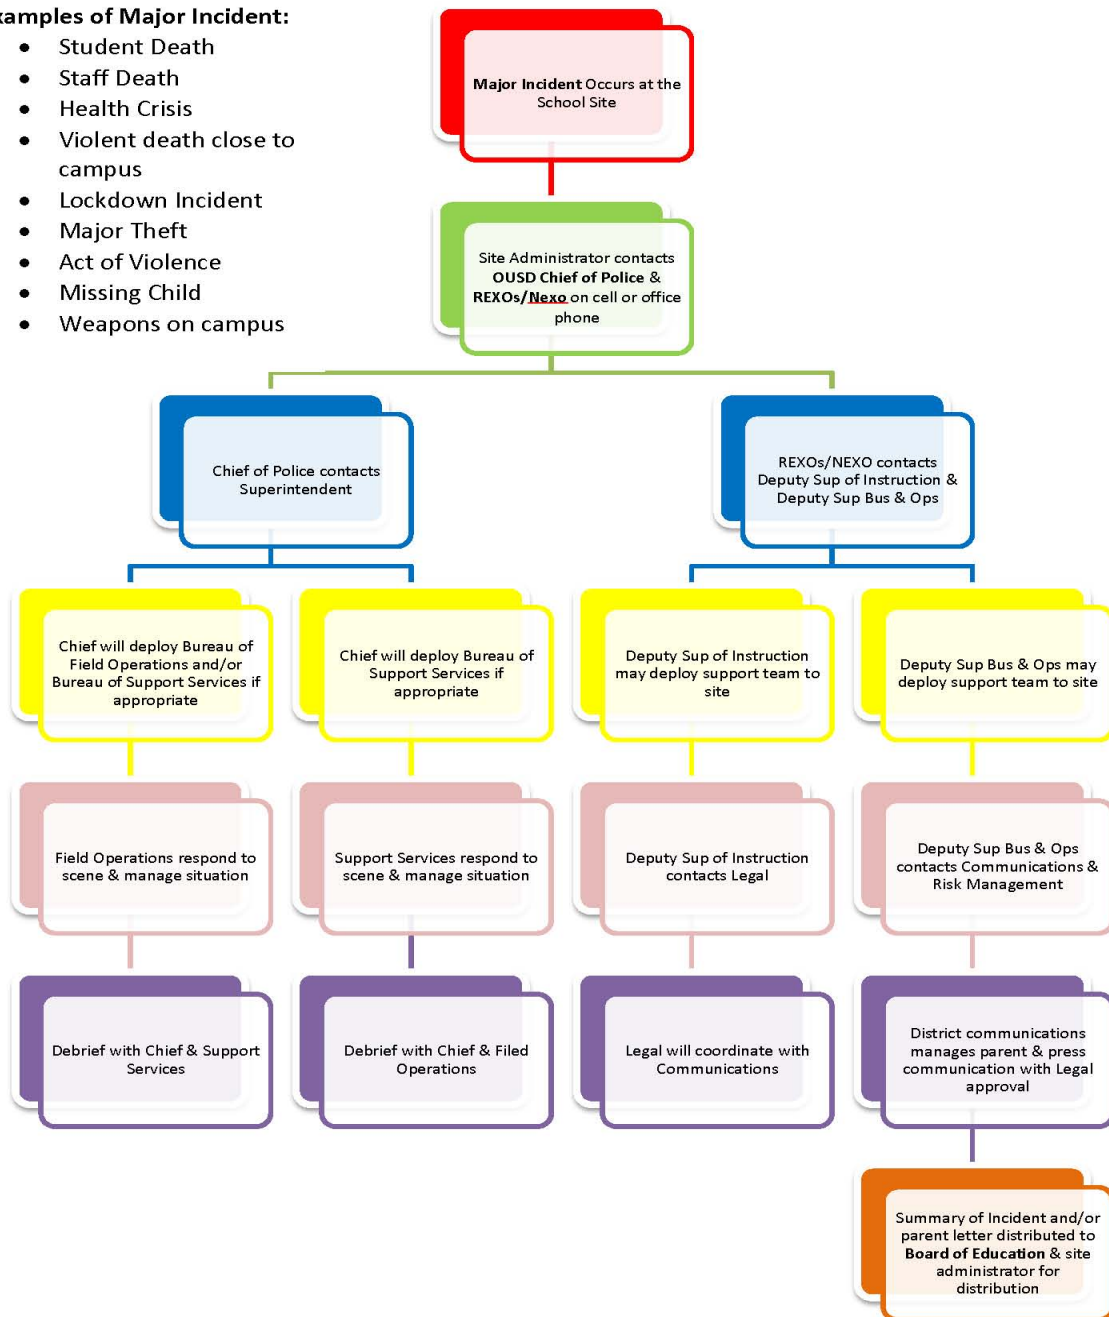 xamples of Major Incident:
• Student Death
• Staff Death
• Health Crisis
• Violent death close to
campus
• Lockdown Incident
• Major Theft
• Act of Violence
• Missing Child
• Weapons on campus
Major Incident Occurs at the
School Site
Site Administrator contacts
OUSD Chief of Police &
REXOs/Nexo on cell or office
phone
Chief of Police contacts
Superintendent
REXOs/NEXO contacts
Deputy Sup of Instruction &
Deputy Sup Bus & Ops
Chief will deploy Bureau of
Field Operations and/or
Bureau of Support Services if
appropriate
Chief will deploy Bureau of
Support Services if
appropriate
Deputy Sup of Instruction
may deploy support team to
site
Deputy Sup Bus & Ops may
deploy support team to site
Field Operations respond to
scene & manage situation
Support Services respond to
scene & manage situation
Deputy Sup of Instruction
contacts Legal
Deputy Sup Bus & Ops
contacts Communications &
Risk Management
Debrief with Chief & Support
Services
Debrief with Chief & Filed
Operations
Legal will coordinate with
Communications
District communications
manages parent & press
communication with Legal
approval
Summary of Incident and/or
parent letter distributed to
Board of Education & site
administrator for
distribution